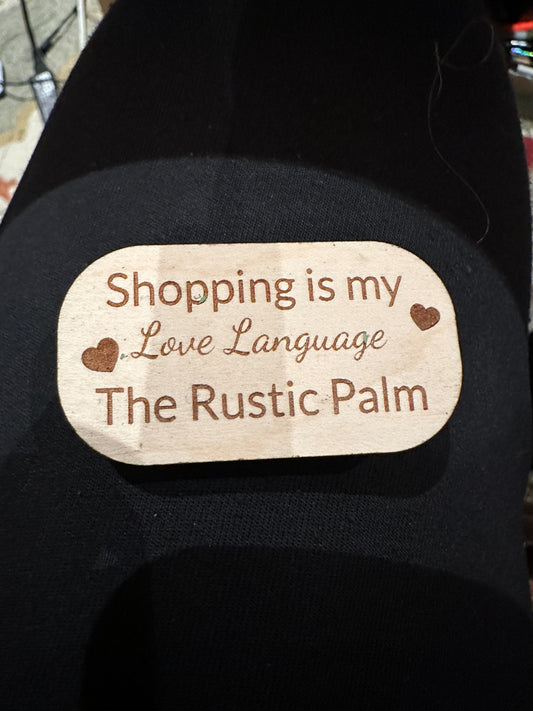 Shopping is my
Love Language
The Rustic Palm